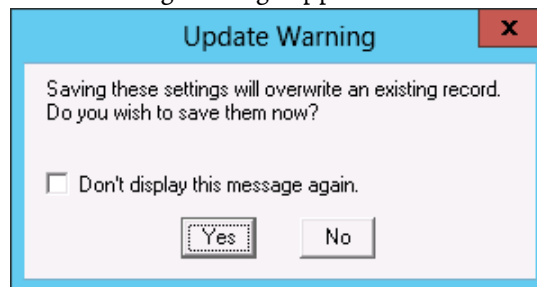 Update Warning
x
Saving these settings will overwrite an existing record.
Do you wish to save them now?
Don't display this message again.
Yes No